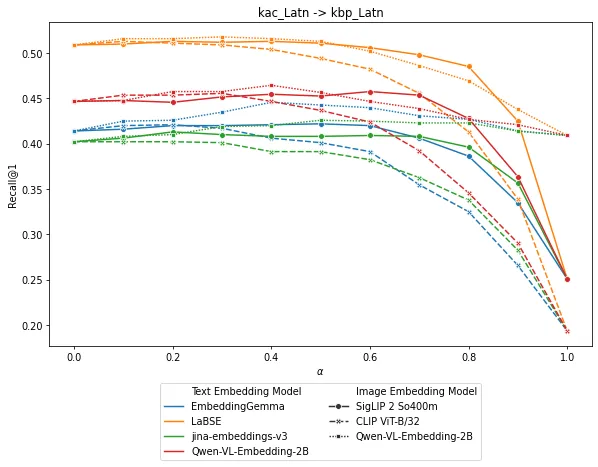 kac_Latn -> kbp_Latn
Recall@1
0.50
0.45
0.40
0.35
0.30
0.25
0.20
0.0 0.2 0.4 0.6 0.8 1.0
α
Text Embedding Model
EmbeddingGemma
LaBSE
jina-embeddings-v3
Qwen-VL-Embedding-2B
Image Embedding Model
SigLIP 2 So400m
CLIP ViT-B/32
Qwen-VL-Embedding-2B